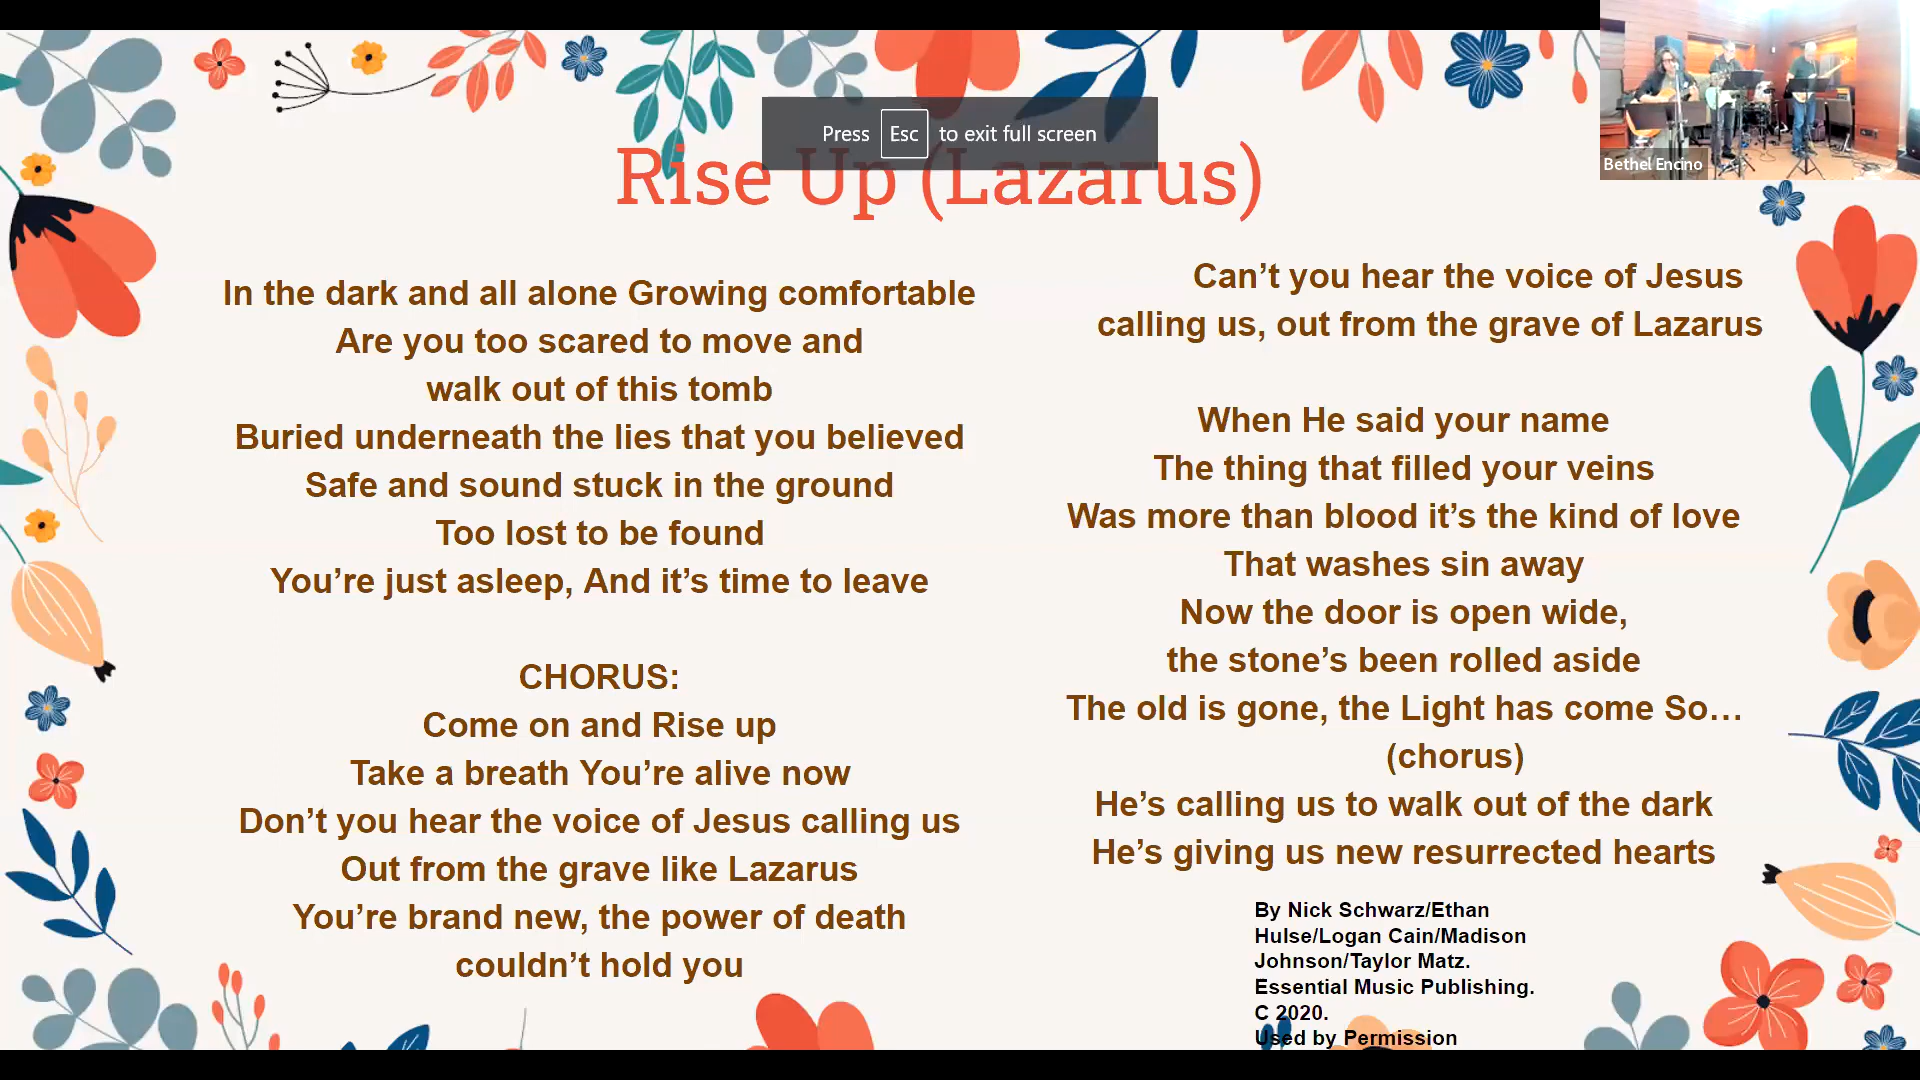 Press Esc to exit full screen
Bethel Encino
Rise Up (Lazarus)
In the dark and all alone Growing comfortable
Are you too scared to move and
walk out of this tomb
Buried underneath the lies that you believed
Safe and sound stuck in the ground
Too lost to be found
You’re just asleep, And it’s time to leave
CHORUS:
Come on and Rise up
Take a breath You’re alive now
Don’t you hear the voice of Jesus calling us
Out from the grave like Lazarus
You’re brand new, the power of death
couldn’t hold you
Can’t you hear the voice of Jesus
calling us, out from the grave of Lazarus
When He said your name
The thing that filled your veins
Was more than blood it’s the kind of love
That washes sin away
Now the door is open wide,
the stone’s been rolled aside
The old is gone, the Light has come So…
(chorus)
He’s calling us to walk out of the dark
He’s giving us new resurrected hearts
By Nick Schwarz/Ethan
Hulse/Logan Cain/Madison
Johnson/Taylor Matz.
Essential Music Publishing.
C 2020.
Used by Permission